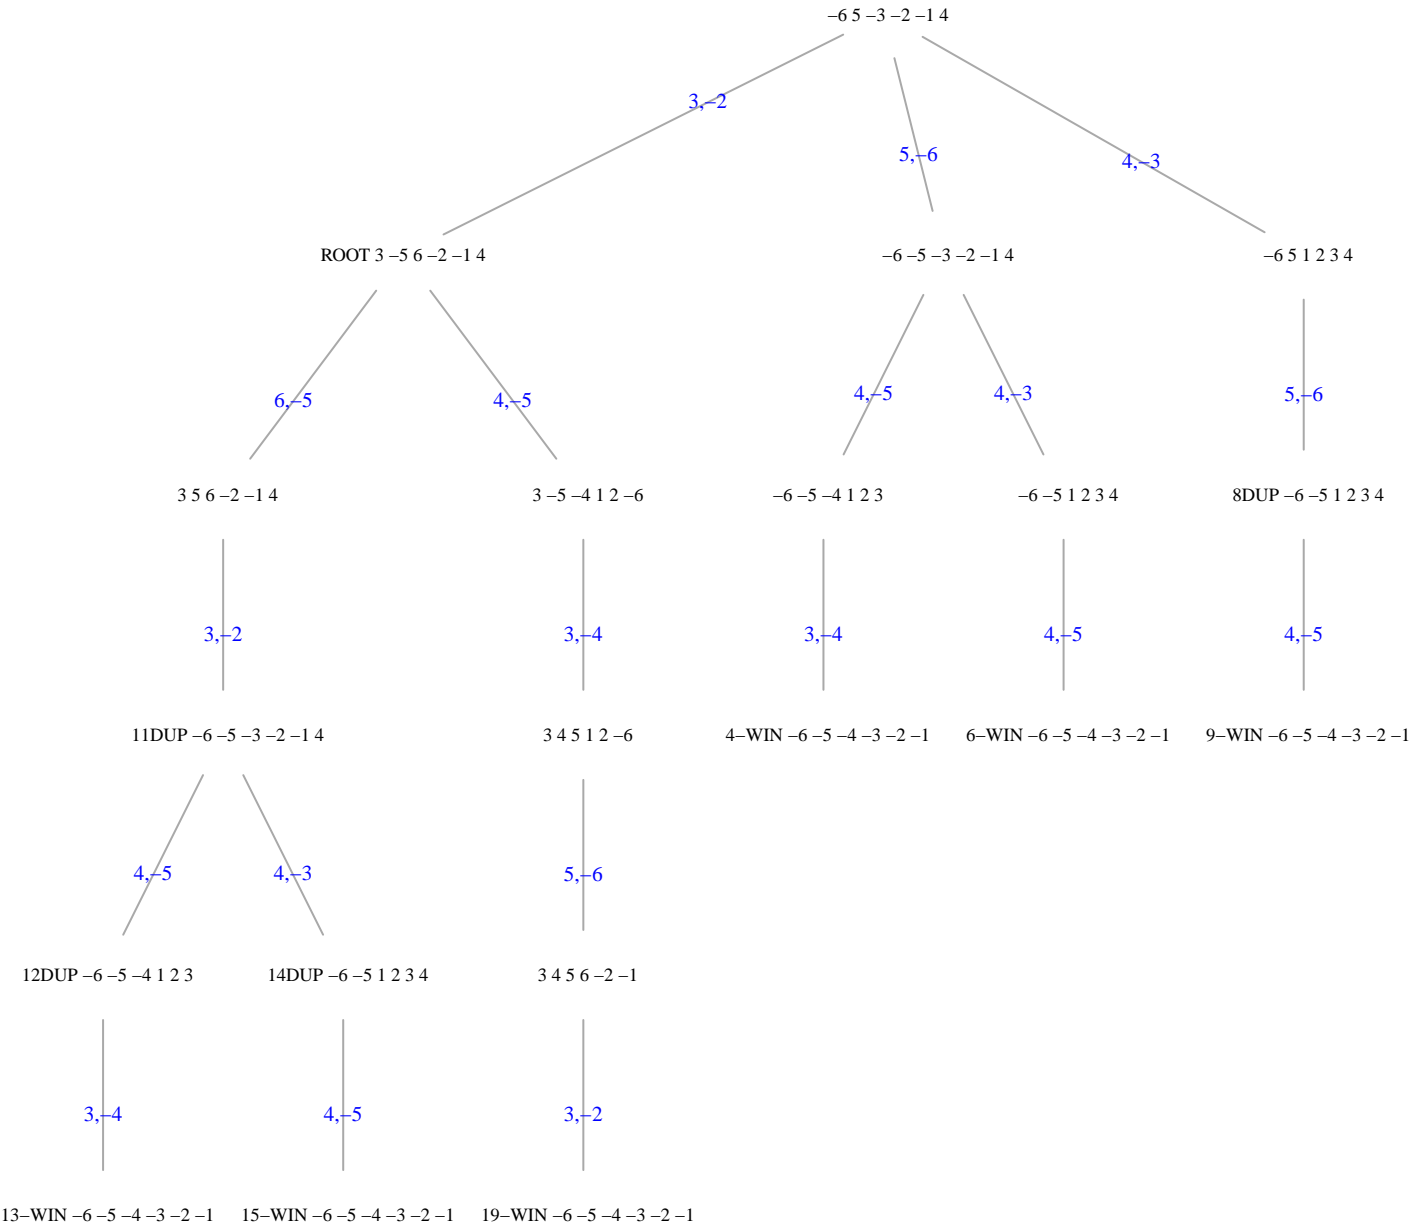 –6 5 –3 –2 –1 4
3,–2
5,–6
4,–3
ROOT 3 –5 6 –2 –1 4
–6 –5 –3 –2 –1 4
–6 5 1 2 3 4
6,–5
4,–5
4,–5
4,–3
5,–6
3 5 6 –2 –1 4
3 –5 –4 1 2 –6
–6 –5 –4 1 2 3
–6 –5 1 2 3 4
8DUP –6 –5 1 2 3 4
3,–2
3,–4
3,–4
4,–5
4,–5
11DUP –6 –5 –3 –2 –1 4
3 4 5 1 2 –6
4–WIN –6 –5 –4 –3 –2 –1
6–WIN –6 –5 –4 –3 –2 –1
9–WIN –6 –5 –4 –3 –2 –1
4,–5
4,–3
5,–6
12DUP –6 –5 –4 1 2 3
14DUP –6 –5 1 2 3 4
3 4 5 6 –2 –1
3,–4
4,–5
3,–2
13–WIN –6 –5 –4 –3 –2 –1
15–WIN –6 –5 –4 –3 –2 –1
19–WIN –6 –5 –4 –3 –2 –1